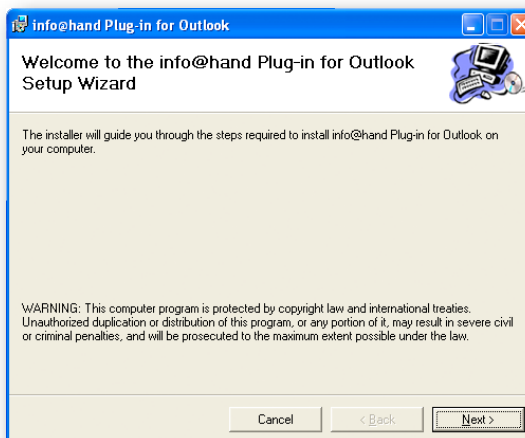 info@hand Plug-in for Outlook
Welcome to the info@hand Plug-in for Outlook
Setup Wizard
The installer will guide you through the steps required to install info@hand Plug-in for Outlook on
your computer.
WARNING: This computer program is protected by copyright law and international treaties.
Unauthorized duplication or distribution of this program, or any portion of it, may result in severe civil
or criminal penalties, and will be prosecuted to the maximum extent possible under the law.
Cancel
< Back
Next >